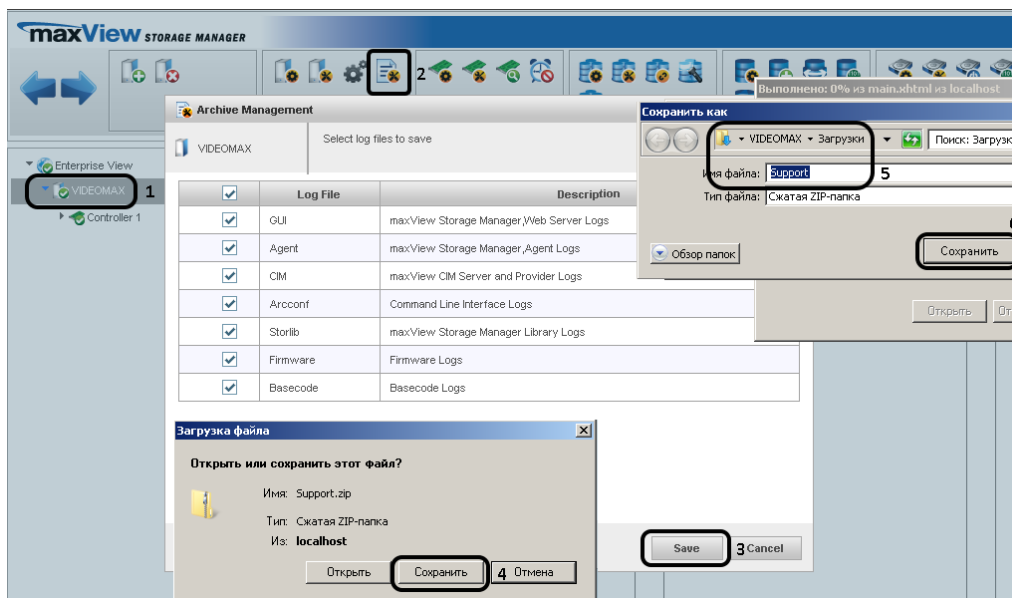 maxView STORAGE MANAGER
2
Выполнено: 0% из main.xhtml из localhost
Archive Management
Сохранить как
VIDEOMAX
Select log files to save
VIDEOMAX Загрузки
Поиск: Загрузк
Имя файла: Support 5
Тип файла: Сжатая ZIP-папка
Обзор папок
Сохранить
Открыть
От
Enterprise View
VIDEOMAX 1
Controller 1
Log File Description
GUI maxView Storage Manager,Web Server Logs
Agent maxView Storage Manager,Agent Logs
CIM maxView CIM Server and Provider Logs
Arcconf Command Line Interface Logs
Storlib maxView Storage Manager Library Logs
Firmware Firmware Logs
Basecode Basecode Logs
Загрузка файла
Открыть или сохранить этот файл?
Имя: Support.zip
Тип: Сжатая ZIP-папка
Из: localhost
Открыть Сохранить 4 Отмена
Save 3 Cancel